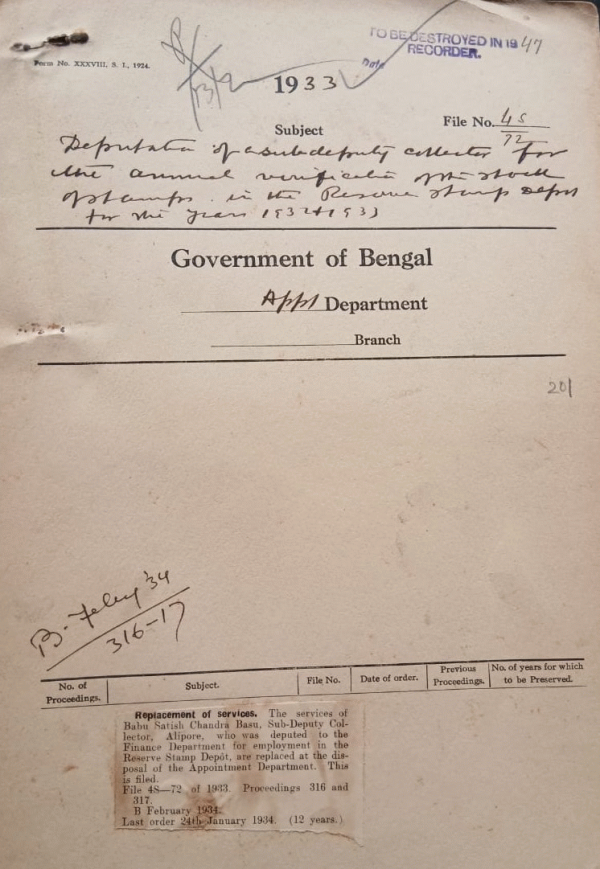 TO BE DESTROYED IN 1947
RECORDER.
Date
Form No. XXXVIII, S. I., 1924.
1933
File No. 4S
72
Subject
Deputation of a subdeputy collector for
the annual verification of the stock
of stamps in the Reserve Stamp Depot
for the years 1932 & 1933
Government of Bengal
Appt Department
Branch
201
B. Feby '34
316-17
No. of Proceedings. Subject. File No. Date of order. Previous Proceedings. No. of years for which to be Preserved.
Replacement of services. The services of
Babu Satish Chandra Basu, Sub-Deputy Col-
lector, Alipore, who was deputed to the
Finance Department for employment in the
Reserve Stamp Depôt, are replaced at the dis-
posal of the Appointment Department. This
is filed.
File 4S—72 of 1933. Proceedings 316 and
317.
B February 1934.
Last order 24th January 1934. (12 years.)